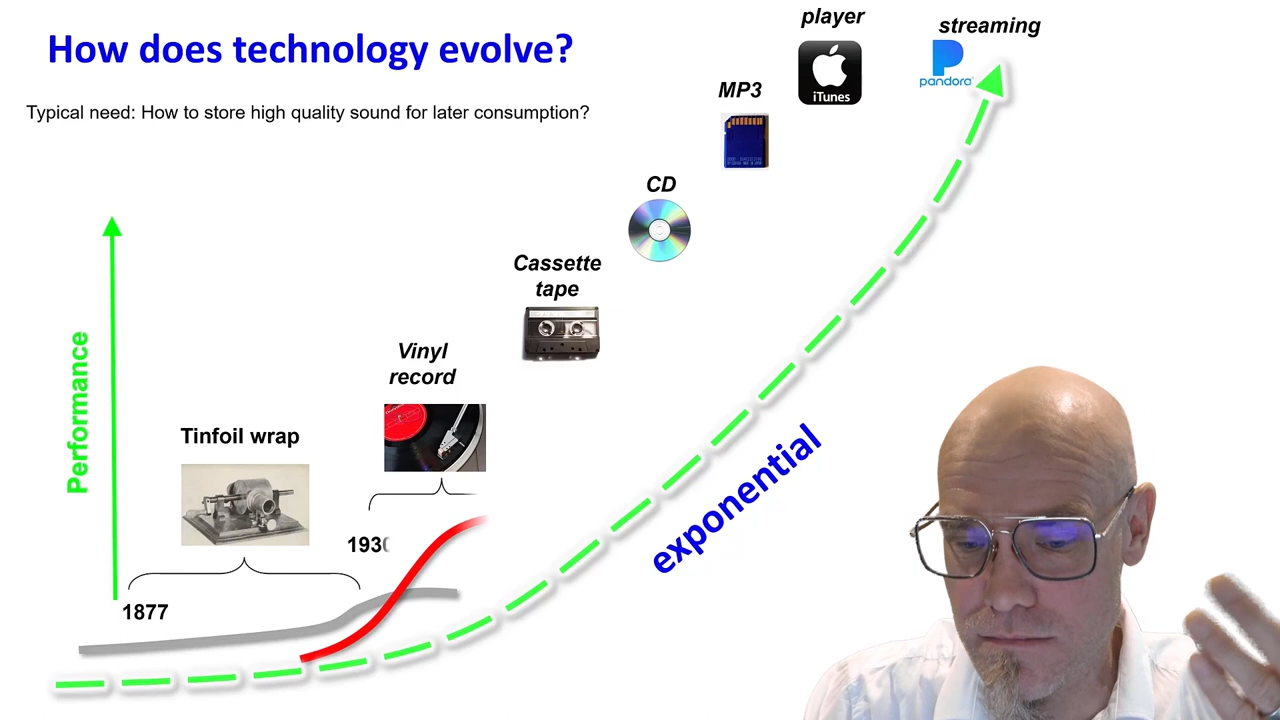 How does technology evolve?
Typical need: How to store high quality sound for later consumption?
player
iTunes
streaming
pandora
MP3
CD
Cassette
tape
Vinyl
record
Tinfoil wrap
Performance
1930
1877
exponential